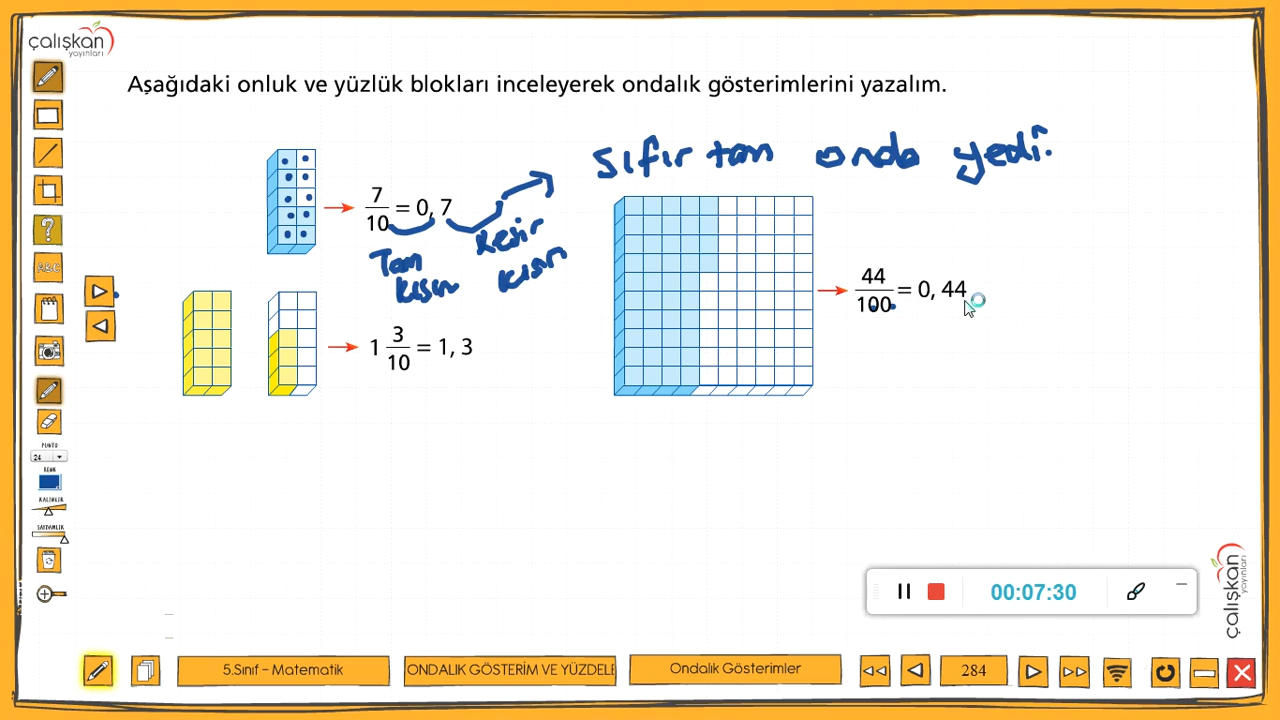 çalışkan
yayınları
Aşağıdaki onluk ve yüzlük blokları inceleyerek ondalık gösterimlerini yazalım.
sıfır tam onda yedi.
7/10 = 0, 7
Tam kısım
Kesir kısım
1 3/10 = 1, 3
44/100 = 0, 44
ABC
PUNTO
24
RENK
KALINLIK
SAYDAMLIK
00:07:30
çalışkan
yayınları
5.Sınıf – Matematik
ONDALIK GÖSTERİM VE YÜZDELE
Ondalık Gösterimler
284